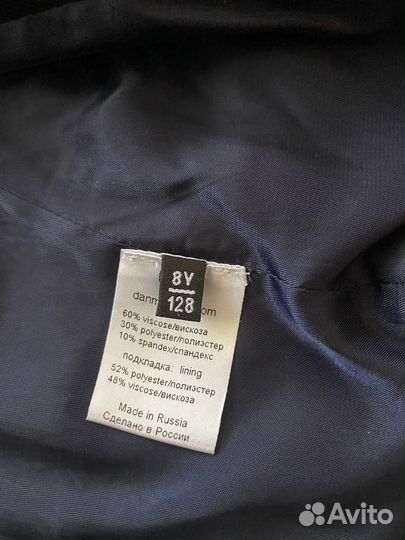 8Y
128
60% viscose/вискоза
30% polyester/полиэстер
10% spandex/спандекс
подкладка: lining
52% polyester/полиэстер
48% viscose/вискоза
Made in Russia
Сделано в России
Avito